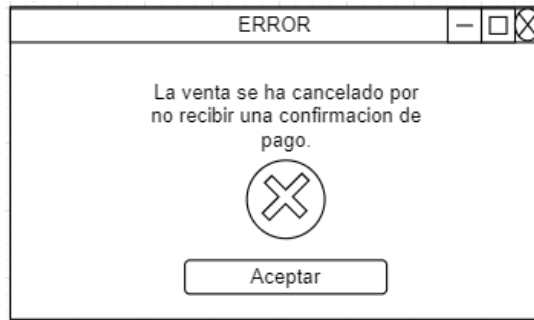 ERROR
La venta se ha cancelado por
no recibir una confirmacion de
pago.
Aceptar